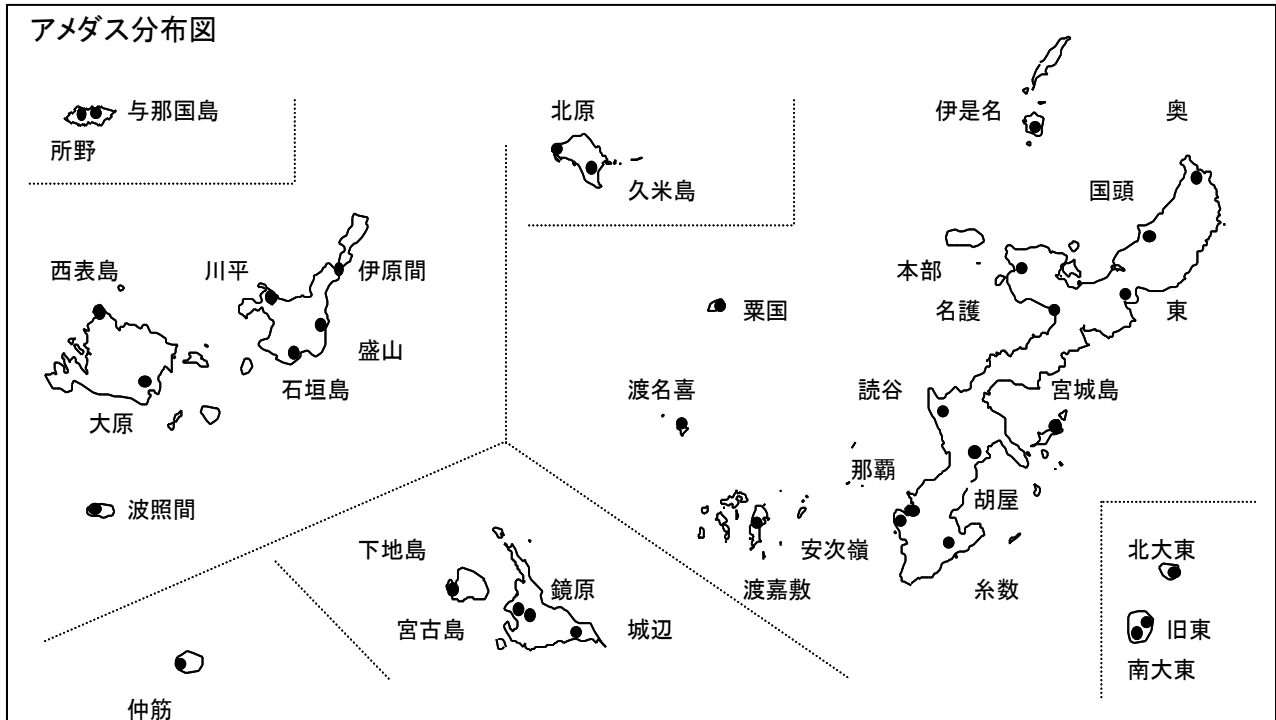 アメダス分布図
与那国島
所野
北原
久米島
伊是名
奥
国頭
西表島
川平
伊原間
本部
名護
東
粟国
盛山
石垣島
大原
渡名喜
読谷
宮城島
那覇
胡屋
波照間
下地島
安次嶺
北大東
鏡原
渡嘉敷
糸数
宮古島
城辺
旧東
南大東
仲筋